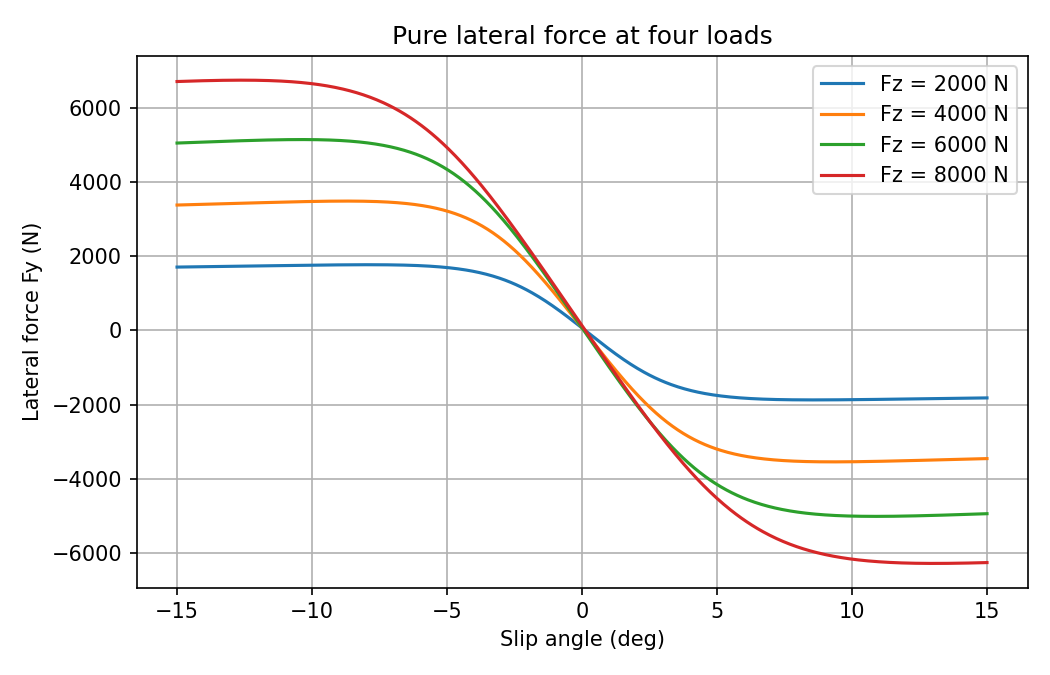 Pure lateral force at four loads
Fz = 2000 N
Fz = 4000 N
Fz = 6000 N
Fz = 8000 N
Lateral force Fy (N)
6000
4000
2000
0
−2000
−4000
−6000
−15 −10 −5 0 5 10 15
Slip angle (deg)